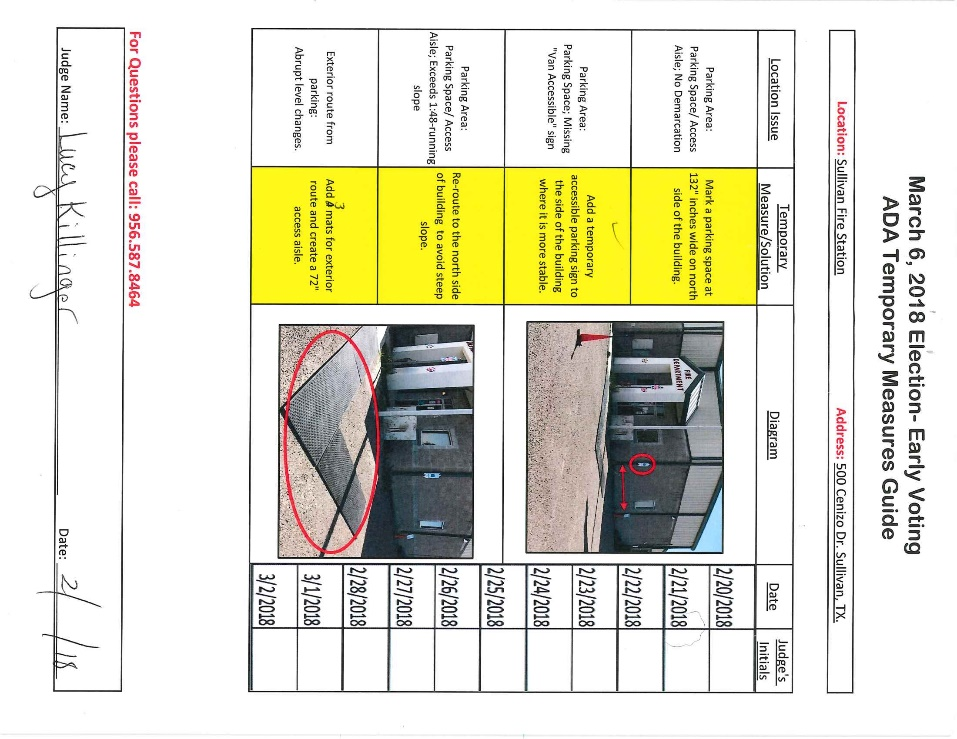 March 6, 2018 Election- Early Voting
ADA Temporary Measures Guide
Location: Sullivan Fire Station
Address: 500 Cenizo Dr. Sullivan, TX.
Location Issue
Temporary
Measure/Solution
Diagram
Date
Judge's
Initials
Parking Area:
Parking Space/ Access
Aisle; No Demarcation
Mark a parking space at
132" inches wide on north
side of the building.
Parking Area:
Parking Space; Missing
"Van Accessible" sign
Add a temporary
accessible parking sign to
the side of the building
where it is more stable.
Parking Area:
Parking Space/ Access
Aisle; Exceeds 1:48-running
slope
Re-route to the north side
of building to avoid steep
slope.
Exterior route from
parking:
Abrupt level changes.
3
Add mats for exterior
route and create a 72"
access aisle.
FIRE
DEPARTMENT
2/20/2018
2/21/2018
2/22/2018
2/23/2018
2/24/2018
2/25/2018
2/26/2018
2/27/2018
2/28/2018
3/1/2018
3/2/2018
For Questions please call: 956.587.8464
Judge Name: Lucy Killinger
Date: 2/ /18